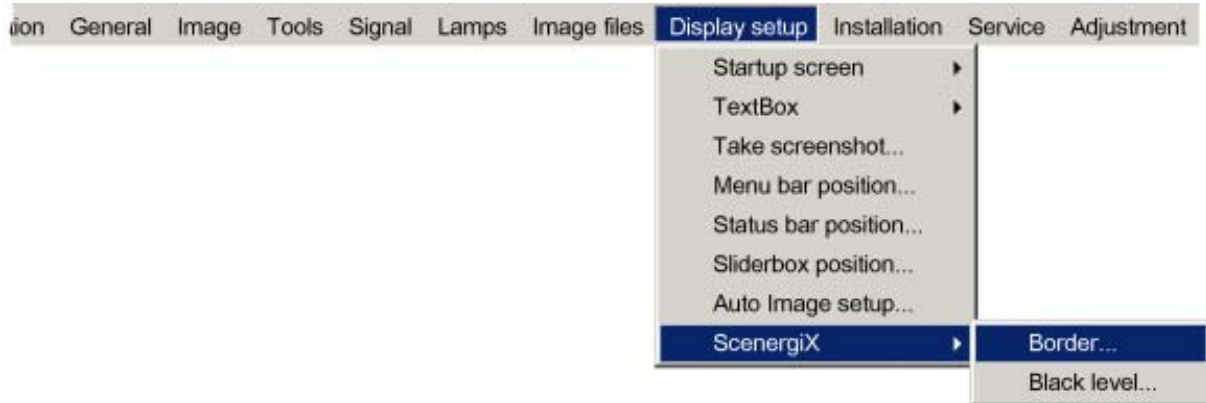 ion General Image Tools Signal Lamps Image files Display setup Installation Service Adjustment
Startup screen
TextBox
Take screenshot...
Menu bar position...
Status bar position...
Sliderbox position...
Auto Image setup...
ScenergiX Border...
Black level...